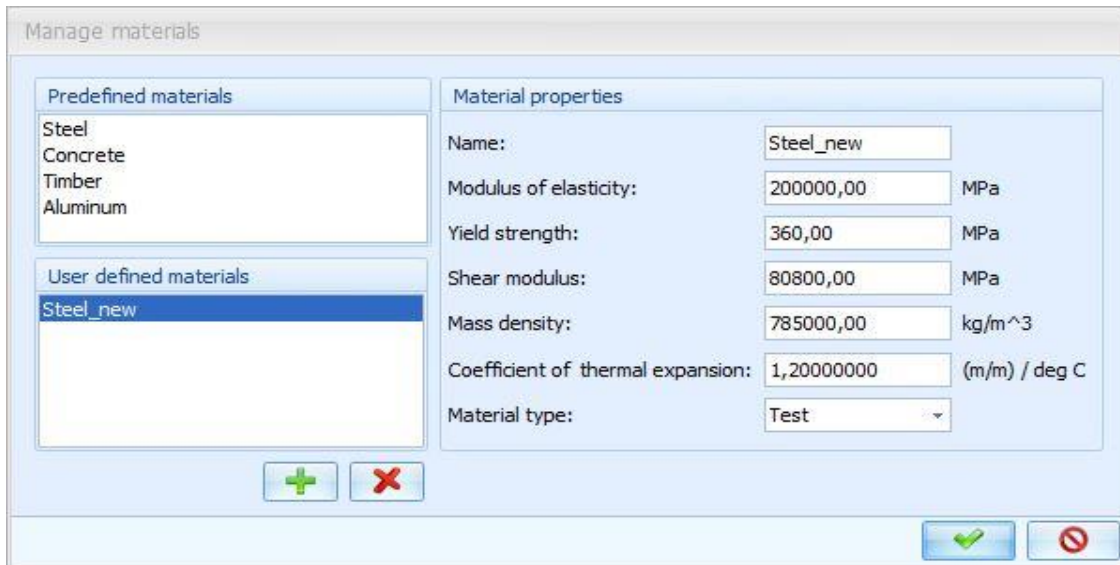 Manage materials
Predefined materials
Steel
Concrete
Timber
Aluminum
User defined materials
Steel_new
Material properties
Name: Steel_new
Modulus of elasticity: 200000,00 MPa
Yield strength: 360,00 MPa
Shear modulus: 80800,00 MPa
Mass density: 785000,00 kg/m^3
Coefficient of thermal expansion: 1,20000000 (m/m) / deg C
Material type: Test